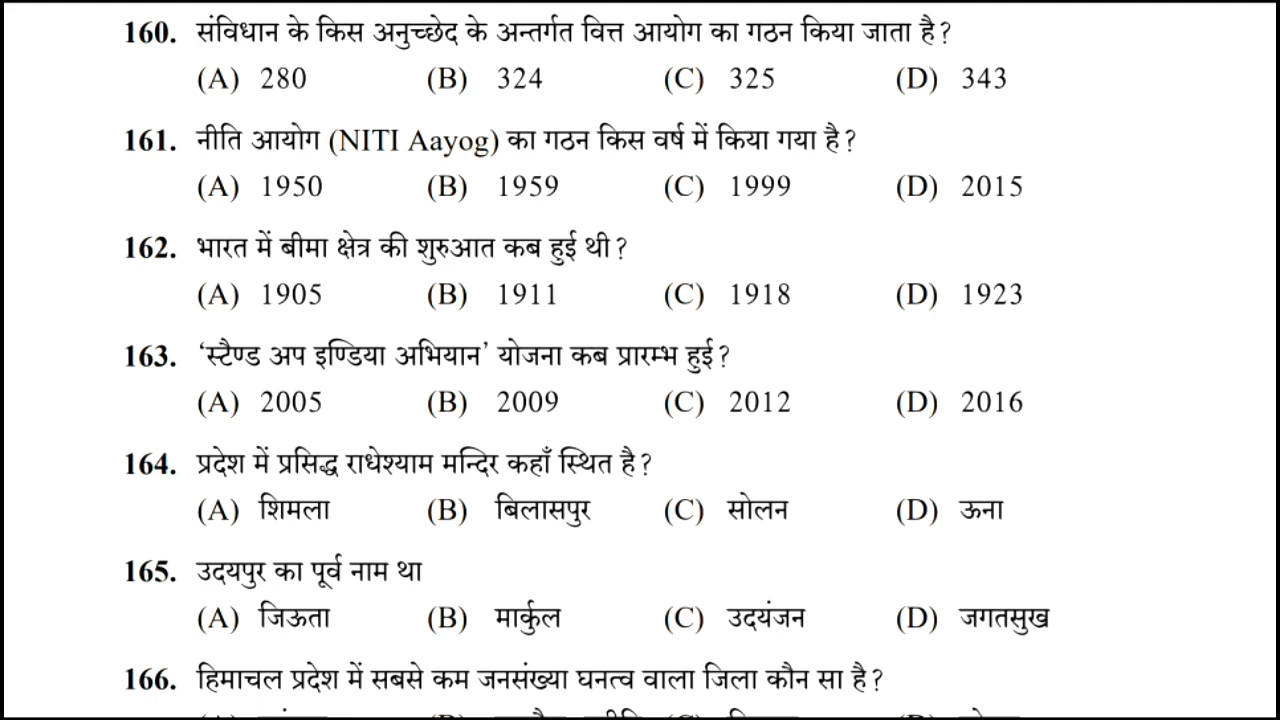 160. संविधान के किस अनुच्छेद के अन्तर्गत वित्त आयोग का गठन किया जाता है?
(A) 280 (B) 324 (C) 325 (D) 343
161. नीति आयोग (NITI Aayog) का गठन किस वर्ष में किया गया है?
(A) 1950 (B) 1959 (C) 1999 (D) 2015
162. भारत में बीमा क्षेत्र की शुरुआत कब हुई थी?
(A) 1905 (B) 1911 (C) 1918 (D) 1923
163. ‘स्टैण्ड अप इण्डिया अभियान’ योजना कब प्रारम्भ हुई?
(A) 2005 (B) 2009 (C) 2012 (D) 2016
164. प्रदेश में प्रसिद्ध राधेश्याम मन्दिर कहाँ स्थित है?
(A) शिमला (B) बिलासपुर (C) सोलन (D) ऊना
165. उदयपुर का पूर्व नाम था
(A) जिऊता (B) मार्कुल (C) उदयंजन (D) जगतसुख
166. हिमाचल प्रदेश में सबसे कम जनसंख्या घनत्व वाला जिला कौन सा है?